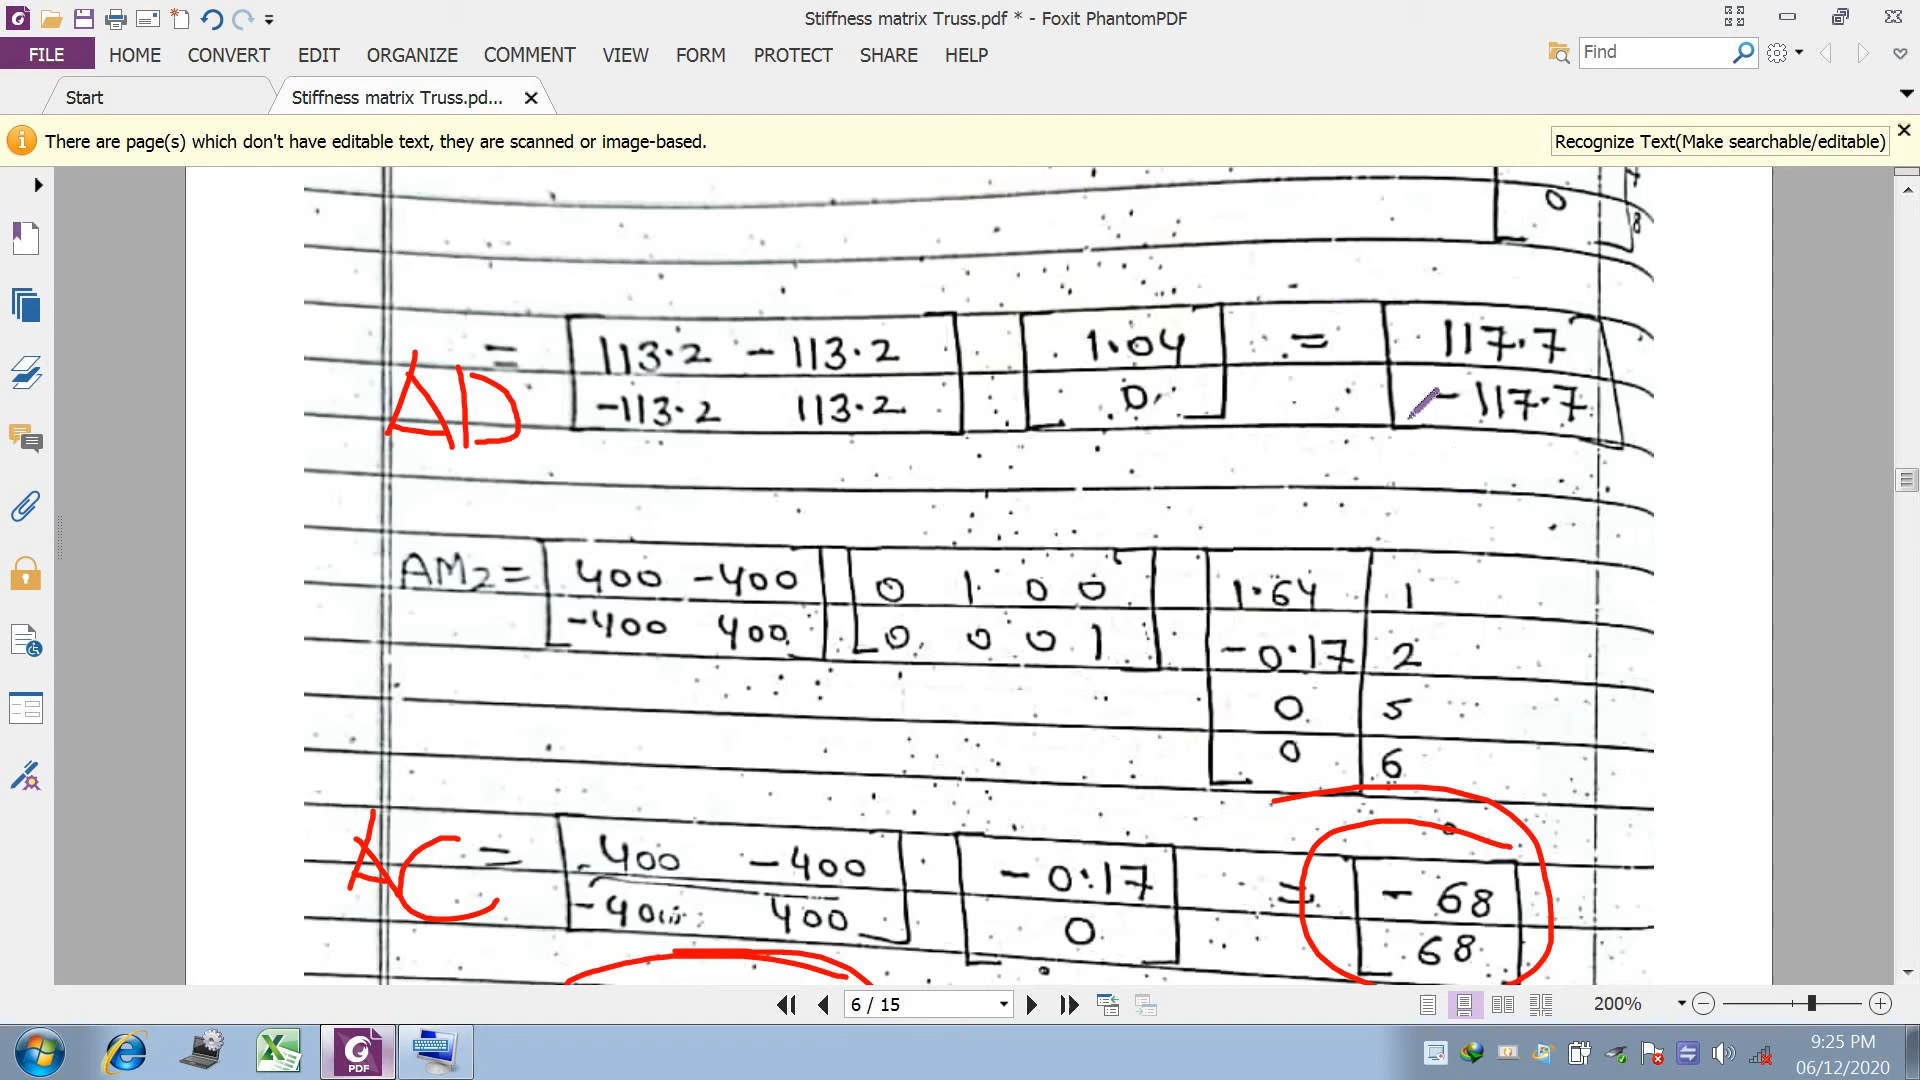 Stiffness matrix Truss.pdf * - Foxit PhantomPDF
FILE HOME CONVERT EDIT ORGANIZE COMMENT VIEW FORM PROTECT SHARE HELP
Find
Start Stiffness matrix Truss.pd...
There are page(s) which don't have editable text, they are scanned or image-based. Recognize Text(Make searchable/editable)
0 8
AD = 113.2 -113.2 1.04 = 117.7
-113.2 113.2 0 -117.7
AM2 = 400 -400 0 1 0 0 1.64 1
-400 400 0 0 0 1 -0.17 2
0 5
0 6
AC = 400 -400 -0.17 = -68
400 0 68
6 / 15 200%
PDF
9:25 PM
06/12/2020